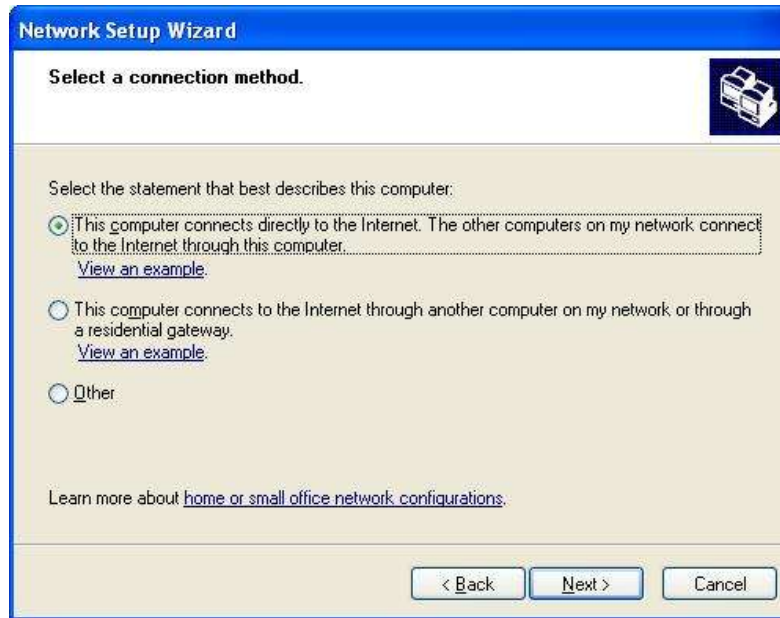 Network Setup Wizard
Select a connection method.
Select the statement that best describes this computer:
This computer connects directly to the Internet. The other computers on my network connect
to the Internet through this computer.
View an example.
This computer connects to the Internet through another computer on my network or through
a residential gateway.
View an example.
Other
Learn more about home or small office network configurations.
< Back
Next >
Cancel